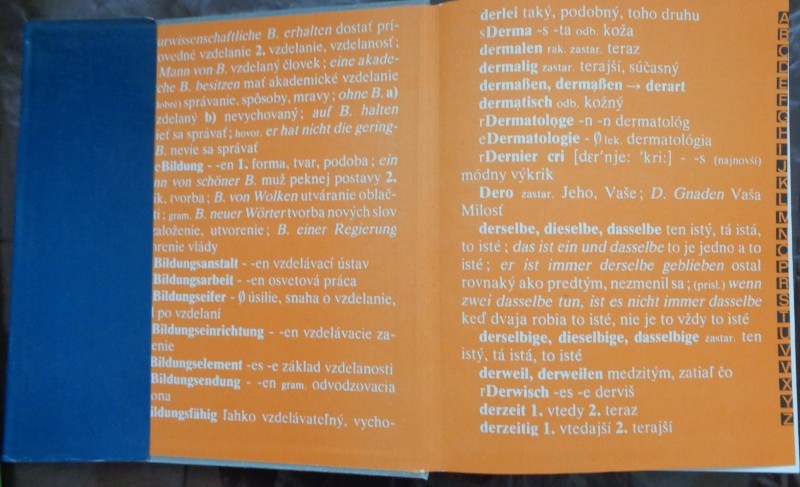 urwissenschaftliche B. erhalten dostať prí-
ovedné vzdelanie 2. vzdelanie, vzdelanosť;
Mann von B. vzdelaný človek; eine akade-
che B. besitzen mať akademické vzdelanie
dobré) správanie, spôsoby, mravy; ohne B. a)
zdelaný b) nevychovaný; auf B. halten
ieť sa správať; hovor. er hat nicht die gering-
B. nevie sa správať
eBildung - -en 1. forma, tvar, podoba; ein
nn von schöner B. muž peknej postavy 2.
ik, tvorba; B. von Wolken utváranie oblač-
ti; gram. B. neuer Wörter tvorba nových slov
založenie, utvorenie; B. einer Regierung
orenie vlády
Bildungsanstalt - -en vzdelávací ústav
Bildungsarbeit - -en osvetová práca
Bildungseifer - Ø úsilie, snaha o vzdelanie,
l po vzdelaní
Bildungseinrichtung - -en vzdelávacie za-
enie
Bildungselement -es -e základ vzdelanosti
Bildungsendung - -en gram. odvodzovacia
ona
ildungsfähig ľahko vzdelávateľný, vycho-
derlei taký, podobný, toho druhu
sDerma -s -ta odb. koža
dermalen rak. zastar. teraz
dermalig zastar. terajší, súčasný
dermaßen, dermaßen → derart
dermatisch odb. kožný
rDermatologe -n -n dermatológ
eDermatologie - Ø lek. dermatológia
rDernier cri [dɛr'nje: 'kri:] - -s (najnovší)
módny výkrik
Dero zastar. Jeho, Vaše; D. Gnaden Vaša
Milosť
derselbe, dieselbe, dasselbe ten istý, tá istá,
to isté; das ist ein und dasselbe to je jedno a to
isté; er ist immer derselbe geblieben ostal
rovnaký ako predtým, nezmenil sa; (prísl.) wenn
zwei dasselbe tun, ist es nicht immer dasselbe
keď dvaja robia to isté, nie je to vždy to isté
derselbige, dieselbige, dasselbige zastar. ten
istý, tá istá, to isté
derweil, derweilen medzitým, zatiaľ čo
rDerwisch -es -e derviš
derzeit 1. vtedy 2. teraz
derzeitig 1. vtedajší 2. terajší
A
B
C
D
E
F
G
H
I
J
K
L
M
N
O
P
R
S
T
U
V
W
X
Y
Z